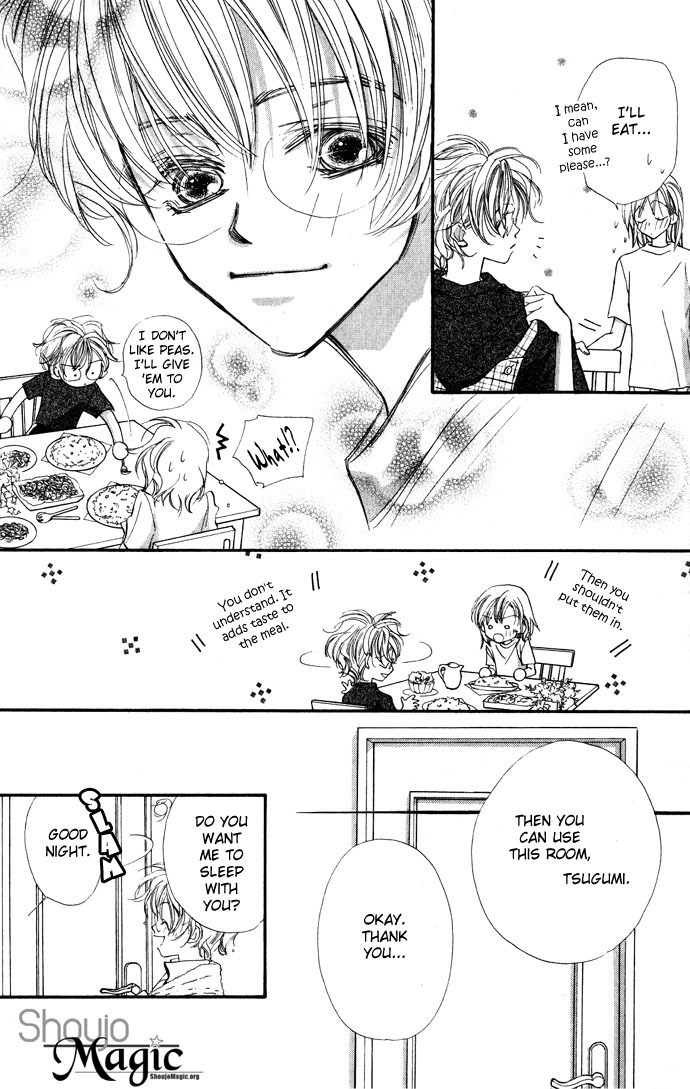 I'LL
EAT...
I mean,
can
I have
some
please...?
I DON'T
LIKE PEAS.
I'LL GIVE
'EM TO
YOU.
What!?
Then you
shouldn't
put them in.
You don't
understand. It
adds taste to
the meal.
THEN YOU
CAN USE
THIS ROOM,
TSUGUMI.
OKAY.
THANK
YOU...
DO YOU
WANT
ME TO
SLEEP
WITH
YOU?
SLAM
GOOD
NIGHT.
Shoujo
Magic
ShoujoMagic.org